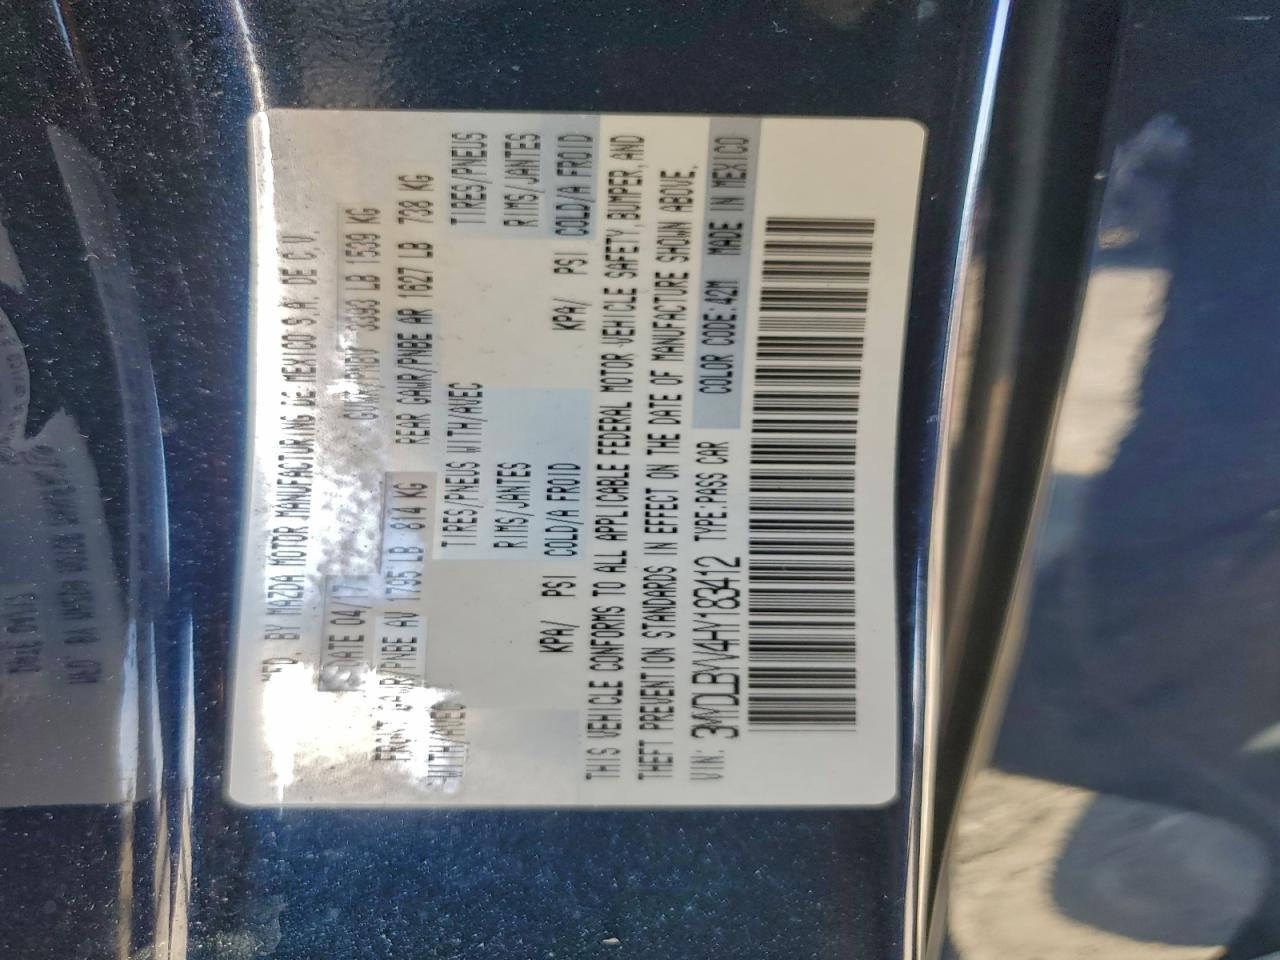 MFD. BY MAZDA MOTOR MANUFACTURING DE MEXICO S.A. DE C.V.
DATE 04/17 GVWR/PNBV 3393 LB 1539 KG
FRNT GAWR/PNBE AV 1795 LB 814 KG REAR GAWR/PNBE AR 1627 LB 738 KG
WITH/AVEC TIRES/PNEUS WITH/AVEC TIRES/PNEUS
RIMS/JANTES RIMS/JANTES
KPA/ PSI COLD/A FROID KPA/ PSI COLD/A FROID
THIS VEHICLE CONFORMS TO ALL APPLICABLE FEDERAL MOTOR VEHICLE SAFETY, BUMPER, AND
THEFT PREVENTION STANDARDS IN EFFECT ON THE DATE OF MANUFACTURE SHOWN ABOVE.
VIN: 3MYDLBYV4HY183412 TYPE:PASS CAR COLOR CODE:42M MADE IN MEXICO